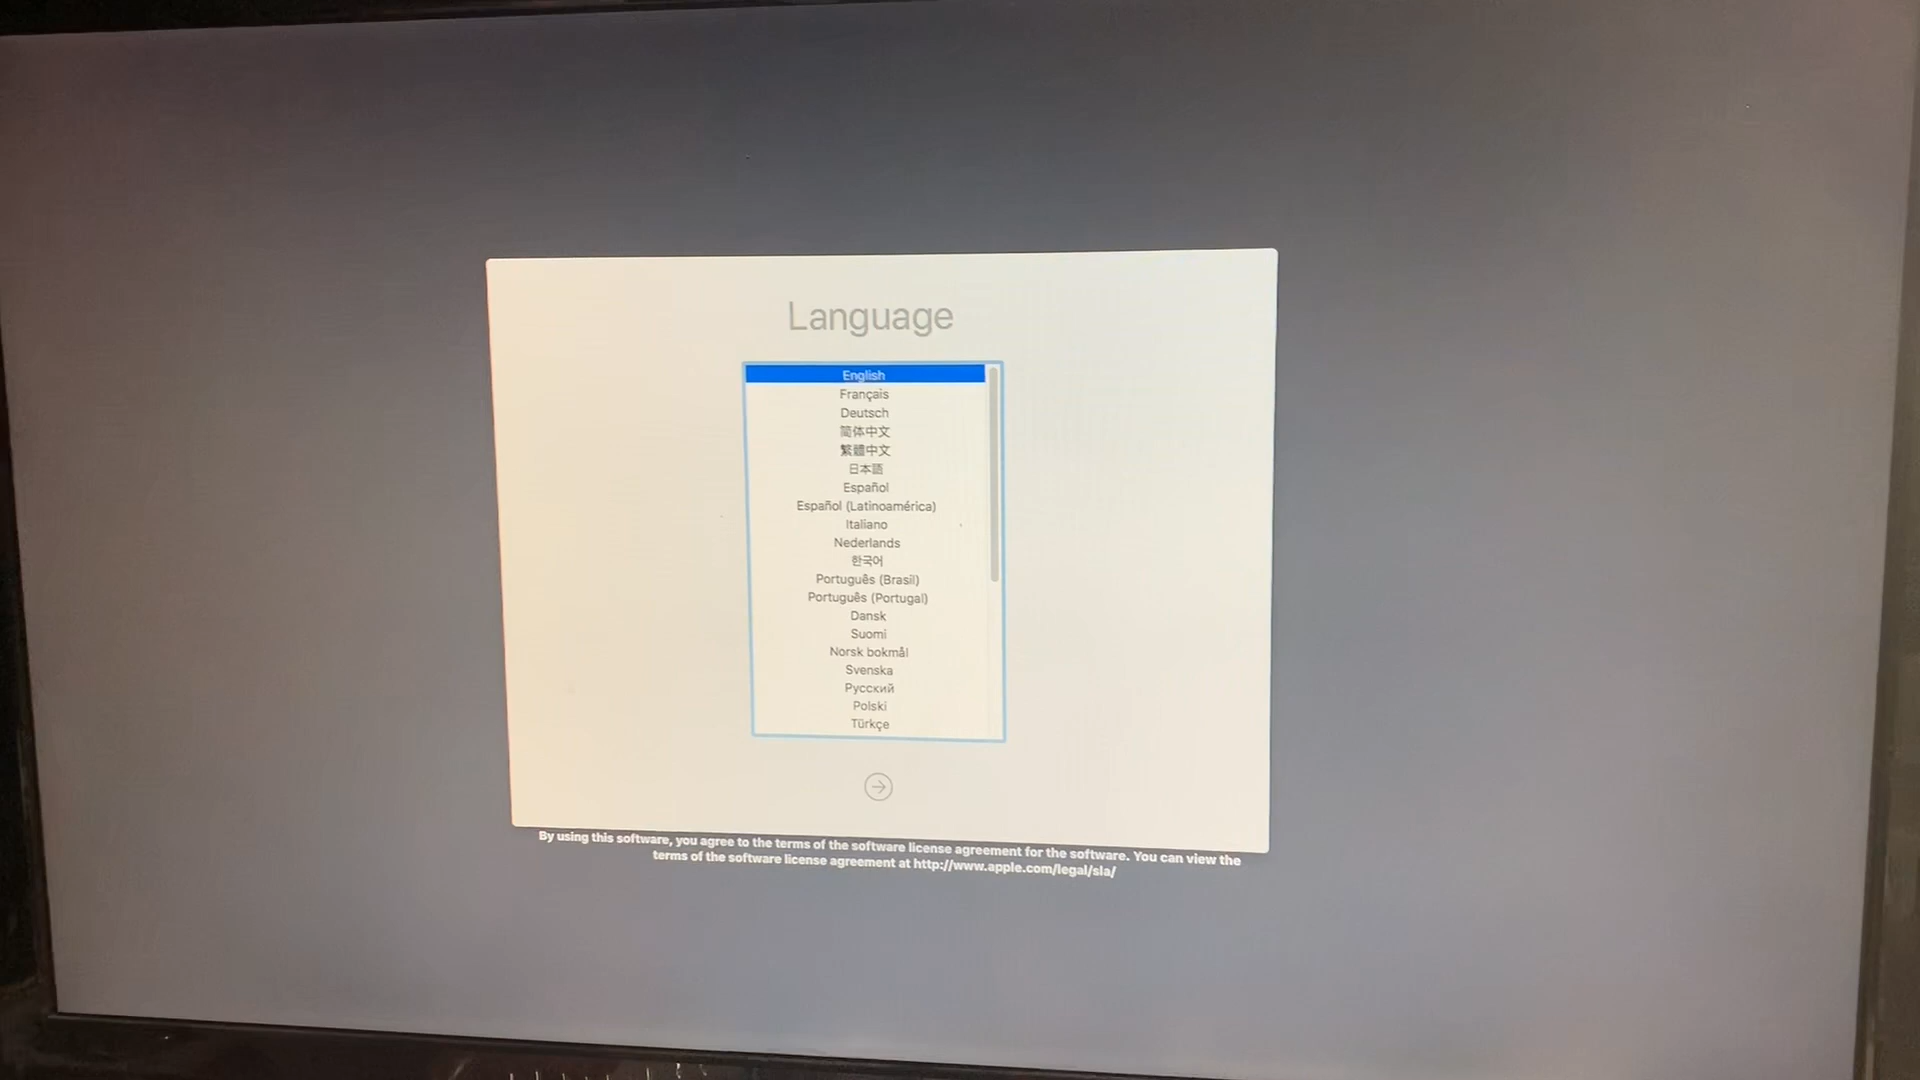 Language
English
Français
Deutsch
简体中文
繁體中文
日本語
Español
Español (Latinoamérica)
Italiano
Nederlands
한국어
Português (Brasil)
Português (Portugal)
Dansk
Suomi
Norsk bokmål
Svenska
Русский
Polski
Türkçe
By using this software, you agree to the terms of the software license agreement for the software. You can view the
terms of the software license agreement at http://www.apple.com/legal/sla/